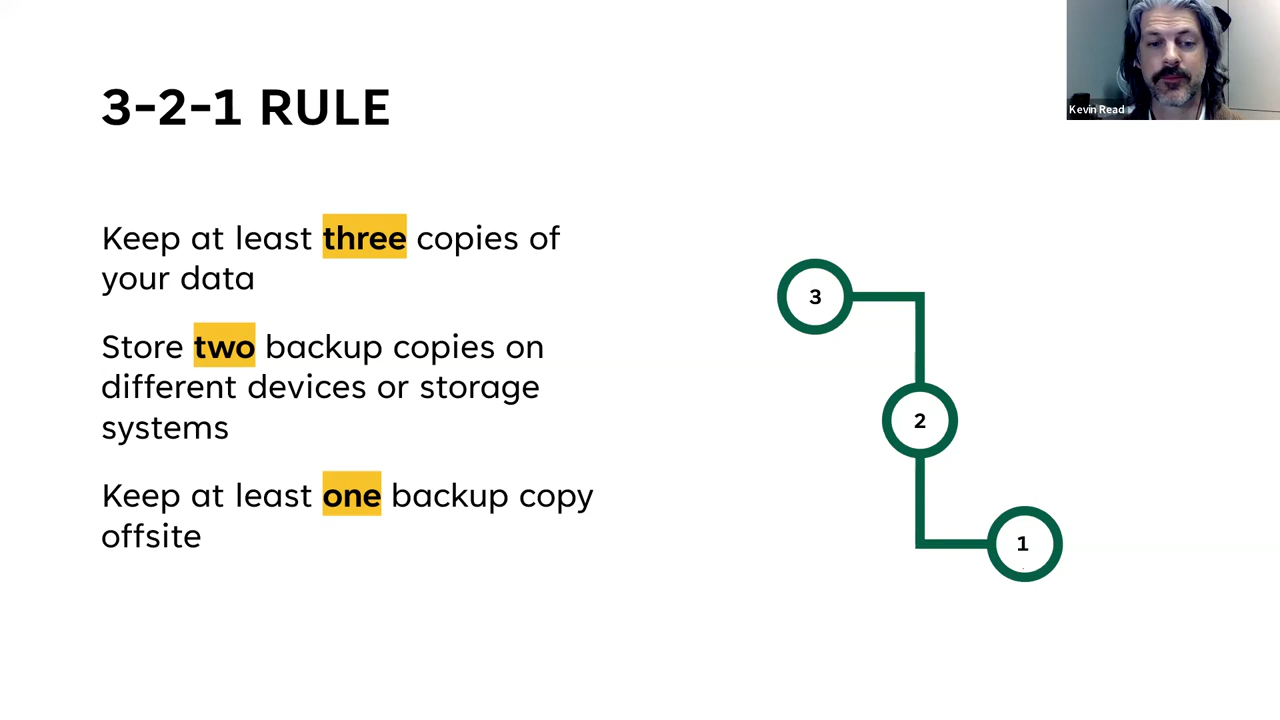 3-2-1 RULE
Keep at least three copies of
your data
Store two backup copies on
different devices or storage
systems
Keep at least one backup copy
offsite
3
2
1
Kevin Read